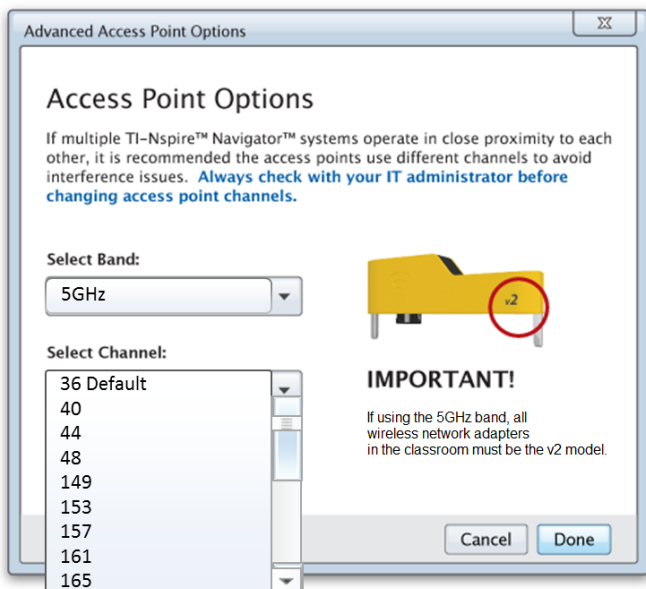 Advanced Access Point Options
Access Point Options
If multiple TI-Nspire™ Navigator™ systems operate in close proximity to each
other, it is recommended the access points use different channels to avoid
interference issues. Always check with your IT administrator before
changing access point channels.
Select Band:
5GHz
v2
Select Channel:
36 Default
40
44
48
149
153
157
161
165
IMPORTANT!
If using the 5GHz band, all
wireless network adapters
in the classroom must be the v2 model.
Cancel
Done